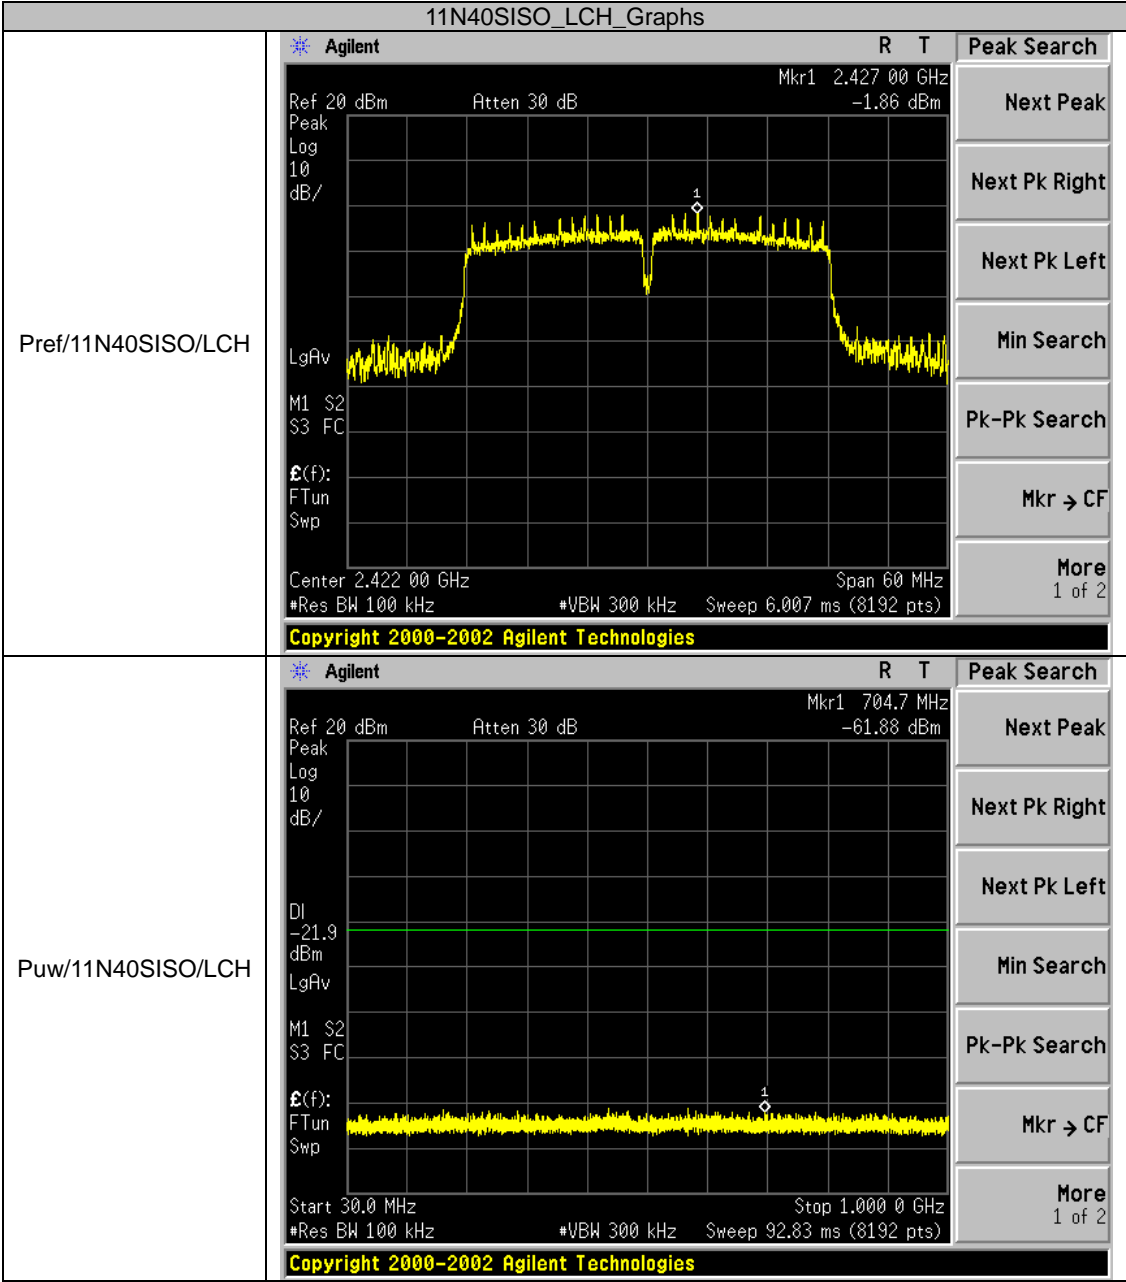 11N40SISO_LCH_Graphs
Pref/11N40SISO/LCH
Agilent R T
Peak Search
Mkr1 2.427 00 GHz
Ref 20 dBm Atten 30 dB -1.86 dBm
Peak
Log
10
dB/
1
LgAv
M1 S2
S3 FC
£(f):
FTun
Swp
Center 2.422 00 GHz Span 60 MHz
#Res BW 100 kHz #VBW 300 kHz Sweep 6.007 ms (8192 pts)
Copyright 2000-2002 Agilent Technologies
Next Peak
Next Pk Right
Next Pk Left
Min Search
Pk-Pk Search
Mkr → CF
More
1 of 2
Puw/11N40SISO/LCH
Agilent R T
Peak Search
Mkr1 704.7 MHz
Ref 20 dBm Atten 30 dB -61.88 dBm
Peak
Log
10
dB/
DI
-21.9
dBm
LgAv
M1 S2
S3 FC
1
£(f):
FTun
Swp
Start 30.0 MHz Stop 1.000 0 GHz
#Res BW 100 kHz #VBW 300 kHz Sweep 92.83 ms (8192 pts)
Copyright 2000-2002 Agilent Technologies
Next Peak
Next Pk Right
Next Pk Left
Min Search
Pk-Pk Search
Mkr → CF
More
1 of 2